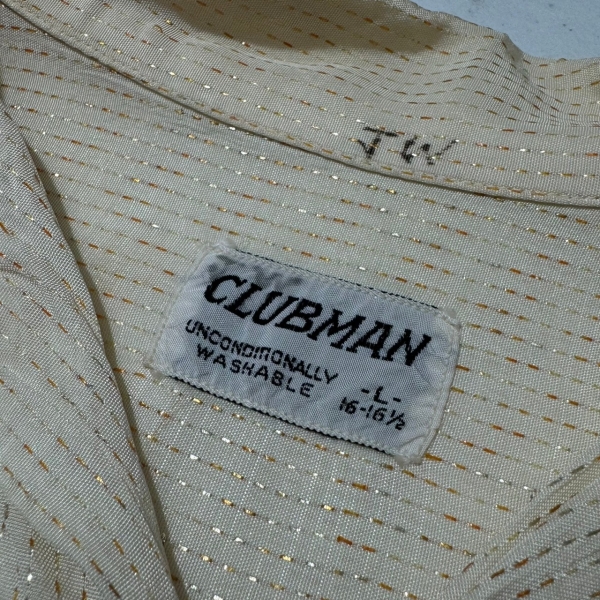 JW
CLUBMAN
UNCONDITIONALLY
WASHABLE
-L-
16-16½